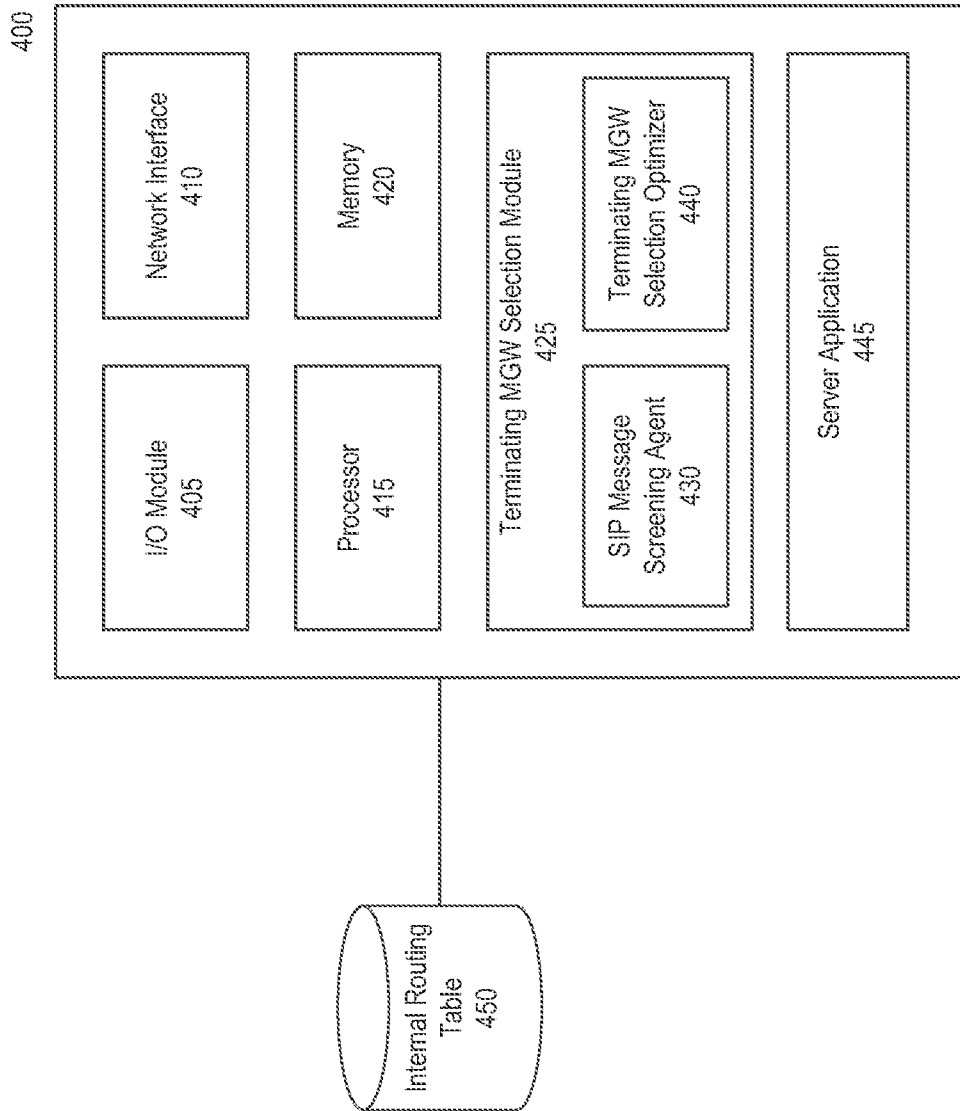 400
I/O Module
405
Network Interface
410
Processor
415
Memory
420
Terminating MGW Selection Module
425
SIP Message
Screening Agent
430
Terminating MGW
Selection Optimizer
440
Server Application
445
Internal Routing
Table
450